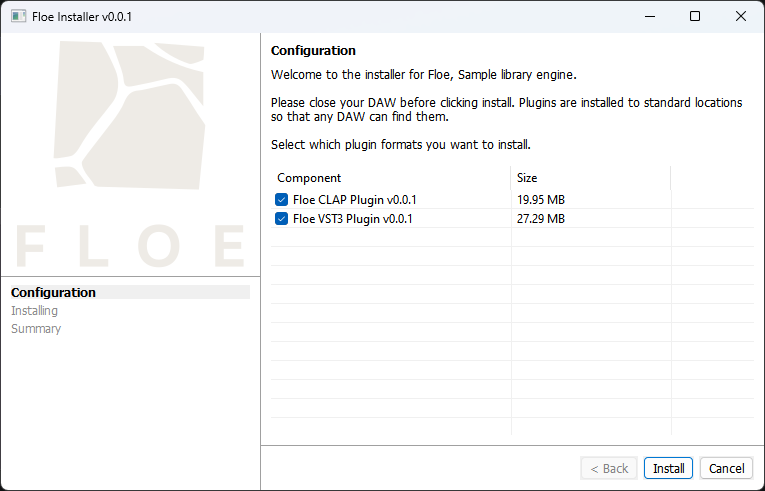 Floe Installer v0.0.1
FLOE
Configuration
Installing
Summary
Configuration
Welcome to the installer for Floe, Sample library engine.
Please close your DAW before clicking install. Plugins are installed to standard locations
so that any DAW can find them.
Select which plugin formats you want to install.
Component Size
Floe CLAP Plugin v0.0.1 19.95 MB
Floe VST3 Plugin v0.0.1 27.29 MB
< Back Install Cancel